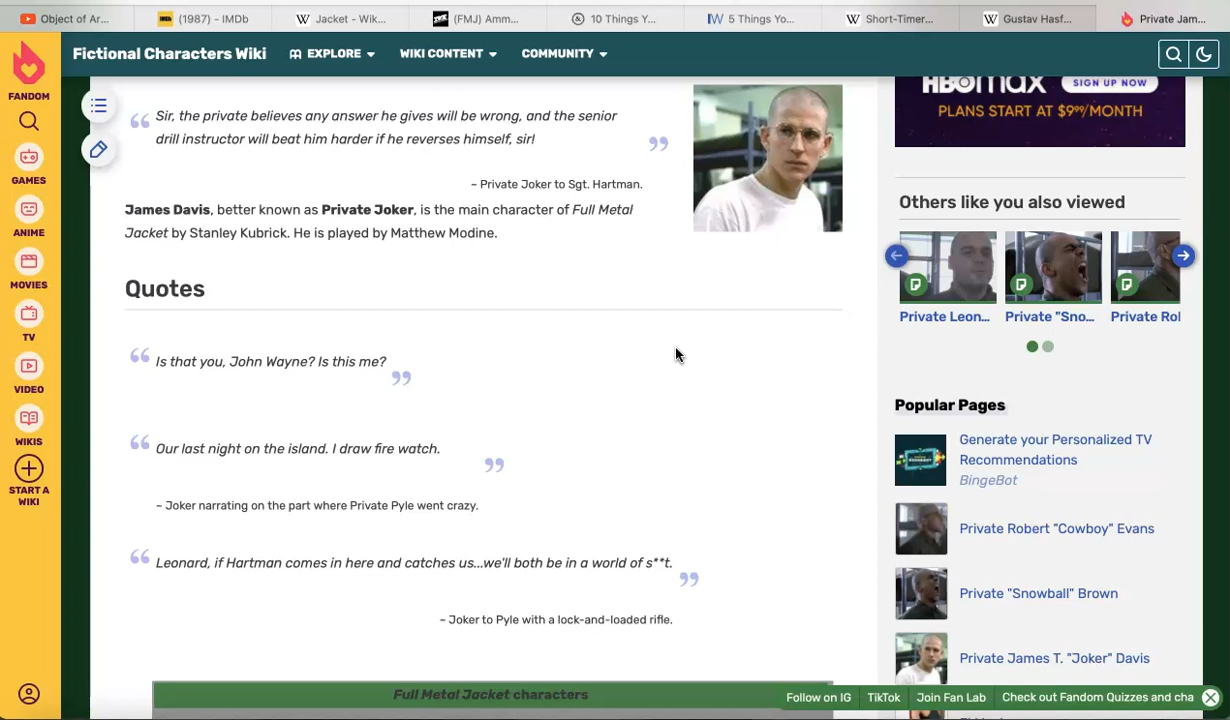 Object of Ar...
(1987) - IMDb
Jacket - Wik...
(FMJ) Amm...
10 Things Y...
5 Things Yo...
Short-Timer...
Gustav Hasf...
Private Jam...
Fictional Characters Wiki
EXPLORE
WIKI CONTENT
COMMUNITY
FANDOM
GAMES
ANIME
MOVIES
TV
VIDEO
WIKIS
START A
WIKI
Sir, the private believes any answer he gives will be wrong, and the senior
drill instructor will beat him harder if he reverses himself, sir!
~ Private Joker to Sgt. Hartman.
James Davis, better known as Private Joker, is the main character of Full Metal
Jacket by Stanley Kubrick. He is played by Matthew Modine.
Quotes
Is that you, John Wayne? Is this me?
Our last night on the island. I draw fire watch.
~ Joker narrating on the part where Private Pyle went crazy.
Leonard, if Hartman comes in here and catches us...we'll both be in a world of s**t.
~ Joker to Pyle with a lock-and-loaded rifle.
Full Metal Jacket characters
HBOMAX
SIGN UP NOW
PLANS START AT $9⁹⁹/MONTH
Others like you also viewed
Private Leon...
Private "Sno...
Private Rol
Popular Pages
Generate your Personalized TV
Recommendations
BingeBot
Private Robert "Cowboy" Evans
Private "Snowball" Brown
Private James T. "Joker" Davis
Follow on IG
TikTok
Join Fan Lab
Check out Fandom Quizzes and cha